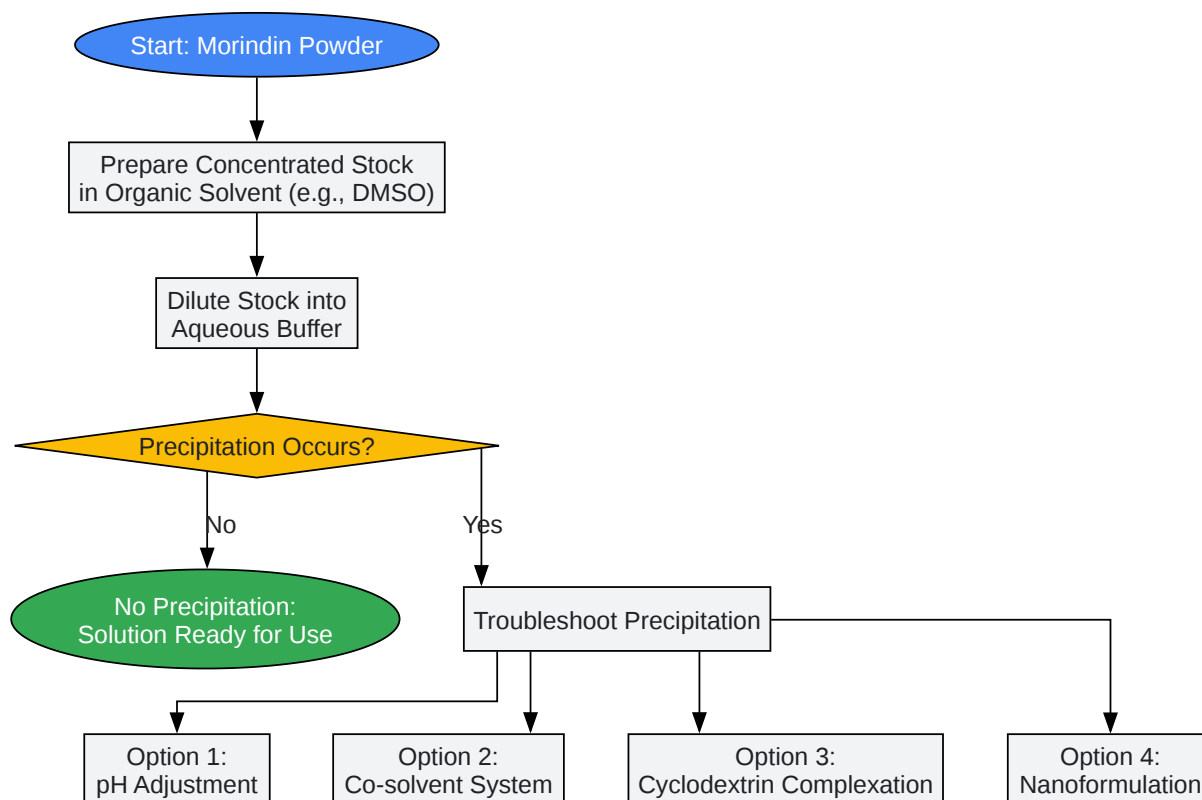 Start: Morindin Powder
Prepare Concentrated Stock
in Organic Solvent (e.g., DMSO)
Dilute Stock into
Aqueous Buffer
Precipitation Occurs?
No
Yes
No Precipitation:
Solution Ready for Use
Troubleshoot Precipitation
Option 1:
pH Adjustment
Option 2:
Co-solvent System
Option 3:
Cyclodextrin Complexation
Option 4:
Nanoformulation